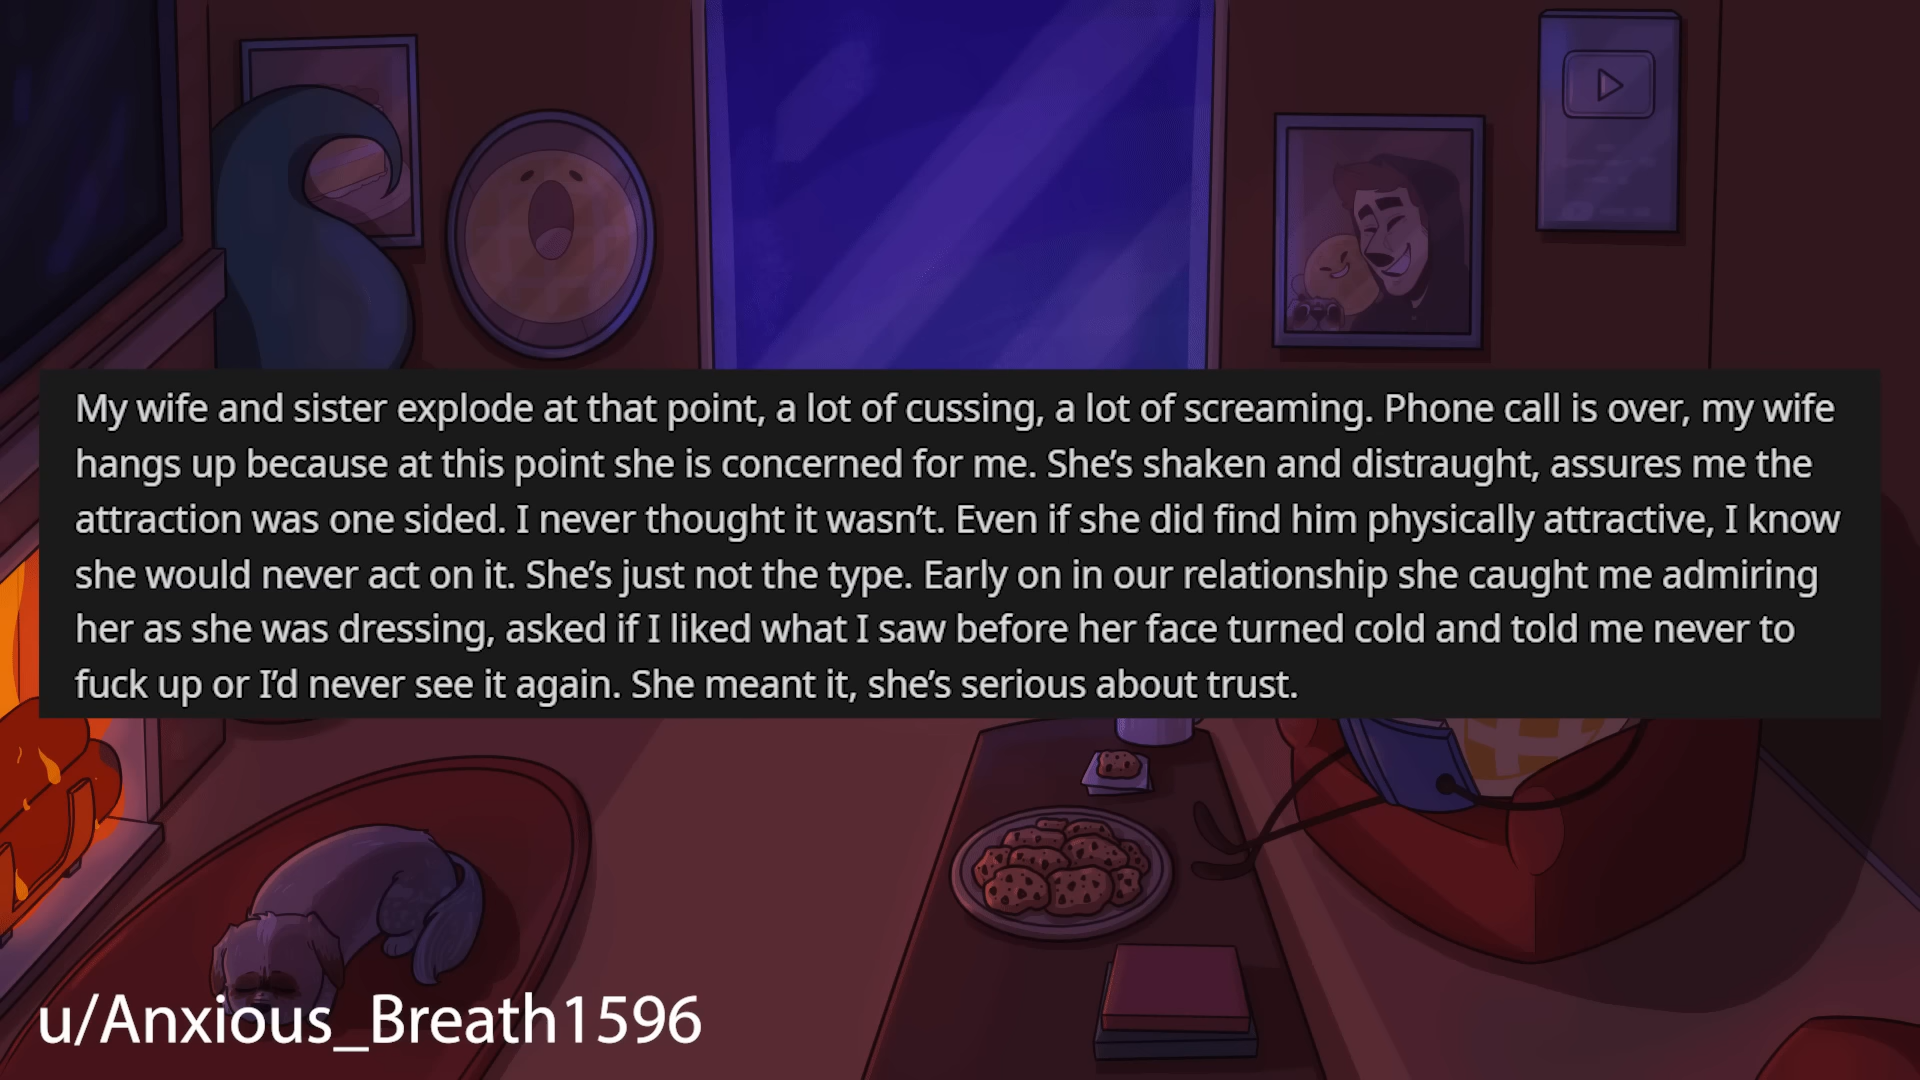 My wife and sister explode at that point, a lot of cussing, a lot of screaming. Phone call is over, my wife
hangs up because at this point she is concerned for me. She’s shaken and distraught, assures me the
attraction was one sided. I never thought it wasn’t. Even if she did find him physically attractive, I know
she would never act on it. She’s just not the type. Early on in our relationship she caught me admiring
her as she was dressing, asked if I liked what I saw before her face turned cold and told me never to
fuck up or I’d never see it again. She meant it, she’s serious about trust.
u/Anxious_Breath1596